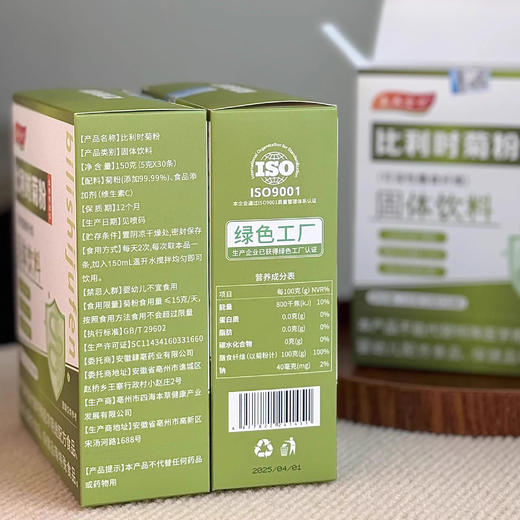 bilishijufen
比利时菊粉
固体饮料
[产品名称]比利时菊粉
[产品类别]固体饮料
[净 含 量]150克(5克X30条)
[配料]菊粉(添加99.99%)、食品添
加剂(维生素C)
[保 质 期]12个月
[生产日期]见喷码
[贮存条件]置阴凉干燥处,密封保存
[食用方式]每天2次,每次取本品一
条,加入150mL温开水搅拌均匀即可
饮用。
[禁忌人群]婴幼儿不宜食用
[食用限量]菊粉食用量 ≤15克/天,
按照食用方法食用不会超过限量
[执行标准]GB/T 29602
[生产许可证]SC11434160331660
[委托商]安徽肆毫药业有限公司
[委托商地址]安徽省亳州市谯城区
赵桥乡王寨行政村小赵庄2号
[生产商]亳州市四海本草健康产业
发展有限公司
[生产商地址]安徽省亳州市高新区
宋汤河路1688号
[产品提示]本产品不代替任何药品
或药物用
International Organization for Standardization
ISO
ISO9001
本企业通过ISO9001质量管理体系认证
绿色工厂
生产企业已获得绿色工厂认证
营养成分表
项目 每100克(g) NVR%
能量 800千焦(kJ) 10%
蛋白质 0.0克(g) 0%
脂肪 0.0克(g) 0%
碳水化合物 0克(g) 0%
膳食纤维(以菊粉计) 100克(g) 100%
钠 40毫克(mg) 2%
2025/04/01
比利时菊粉
固体饮料